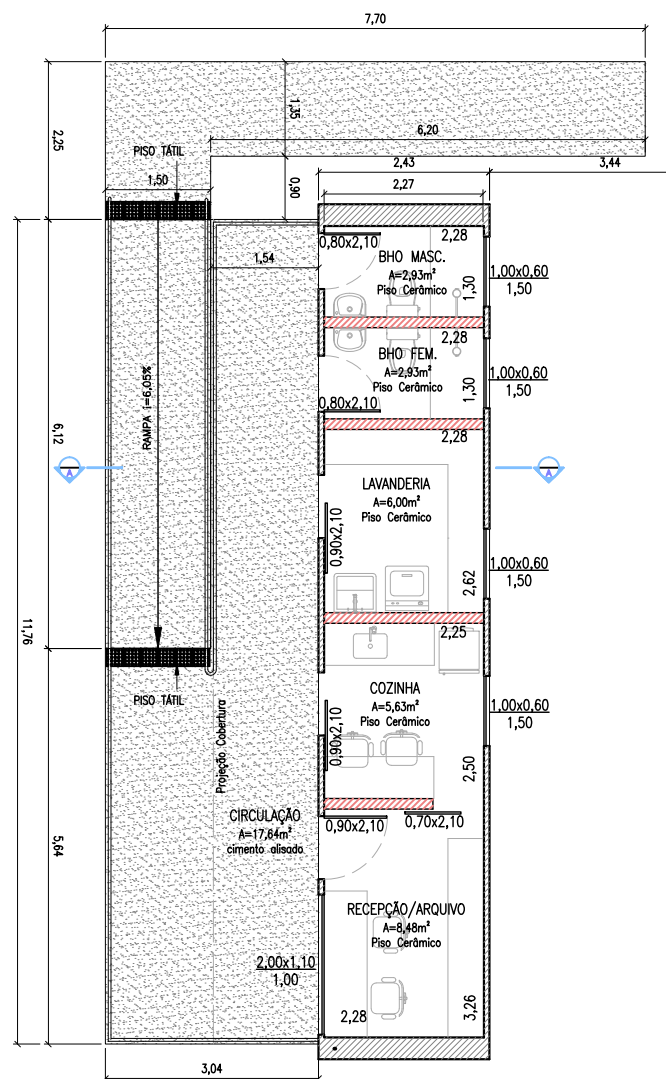 7,70
2,25
1,35
6,20
PISO TÁTIL
0,90
2,43
3,44
1,50
2,27
0,80x2,10
2,28
1,54
BHO MASC.
A=2,93m²
Piso Cerâmico
1,30
1,00x0,60
1,50
2,28
BHO FEM.
A=2,93m²
Piso Cerâmico
1,30
1,00x0,60
1,50
0,80x2,10
2,28
RAMPA i=6,05%
6,12
A
A
LAVANDERIA
A=6,00m²
Piso Cerâmico
0,90x2,10
2,62
1,00x0,60
1,50
11,76
2,25
PISO TÁTIL
COZINHA
A=5,63m²
Piso Cerâmico
1,00x0,60
1,50
Projeção Cobertura
0,90x2,10
2,50
CIRCULAÇÃO
A=17,64m²
cimento alisado
0,90x2,10
0,70x2,10
5,64
RECEPÇÃO/ARQUIVO
A=8,48m²
Piso Cerâmico
2,00x1,10
1,00
2,28
3,26
3,04